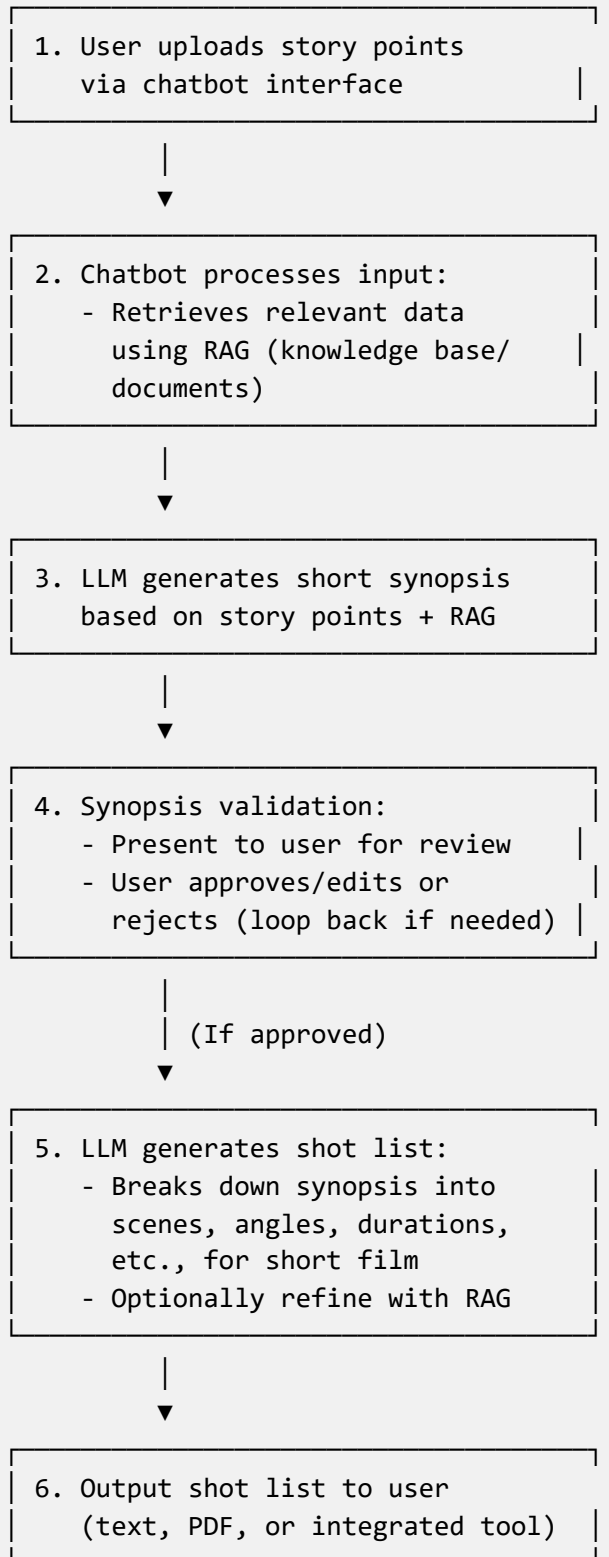 1. User uploads story points
via chatbot interface
2. Chatbot processes input:
- Retrieves relevant data
using RAG (knowledge base/
documents)
3. LLM generates short synopsis
based on story points + RAG
4. Synopsis validation:
- Present to user for review
- User approves/edits or
rejects (loop back if needed)
(If approved)
5. LLM generates shot list:
- Breaks down synopsis into
scenes, angles, durations,
etc., for short film
- Optionally refine with RAG
6. Output shot list to user
(text, PDF, or integrated tool)